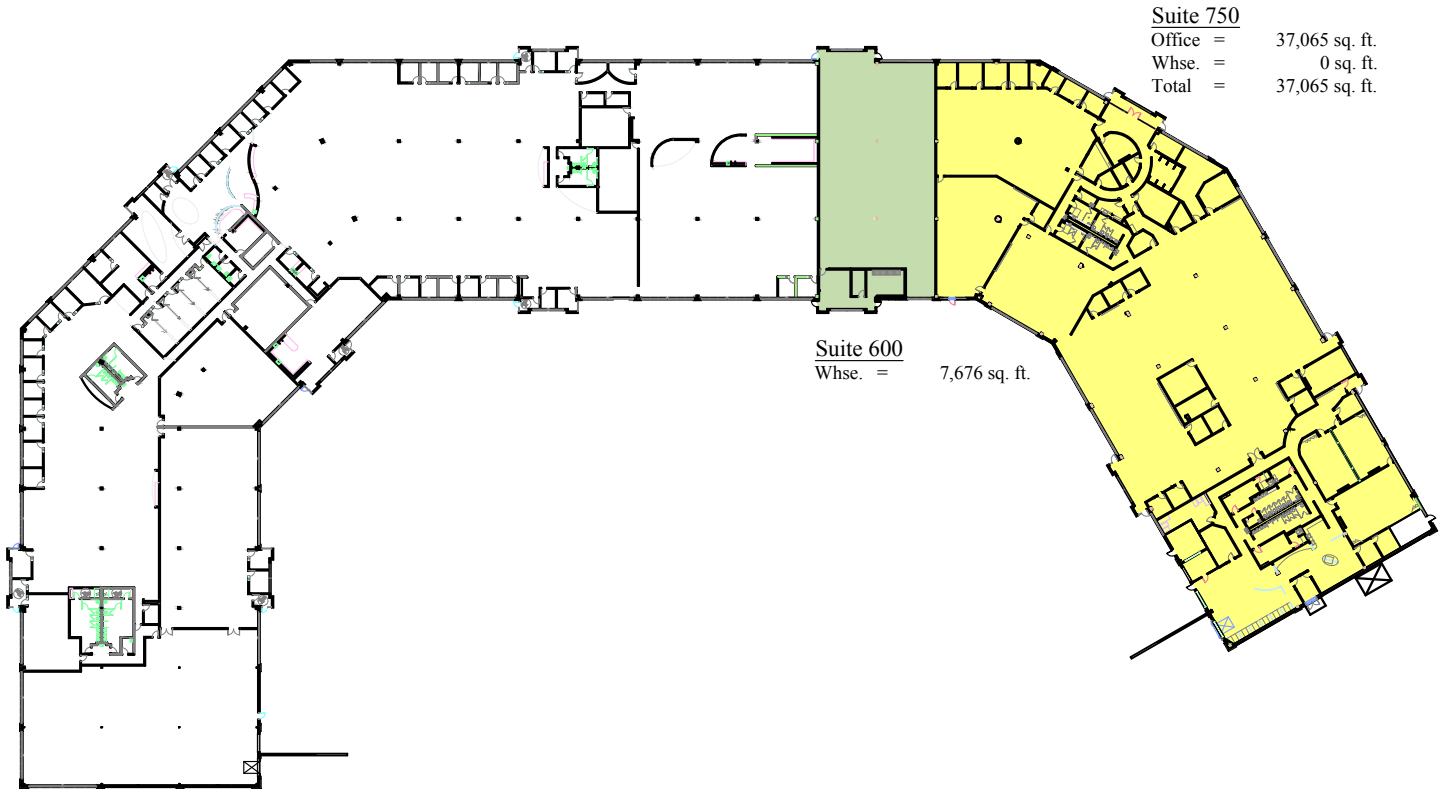 Suite 750
Office = 37,065 sq. ft.
Whse. = 0 sq. ft.
Total = 37,065 sq. ft.
Suite 600
Whse. = 7,676 sq. ft.